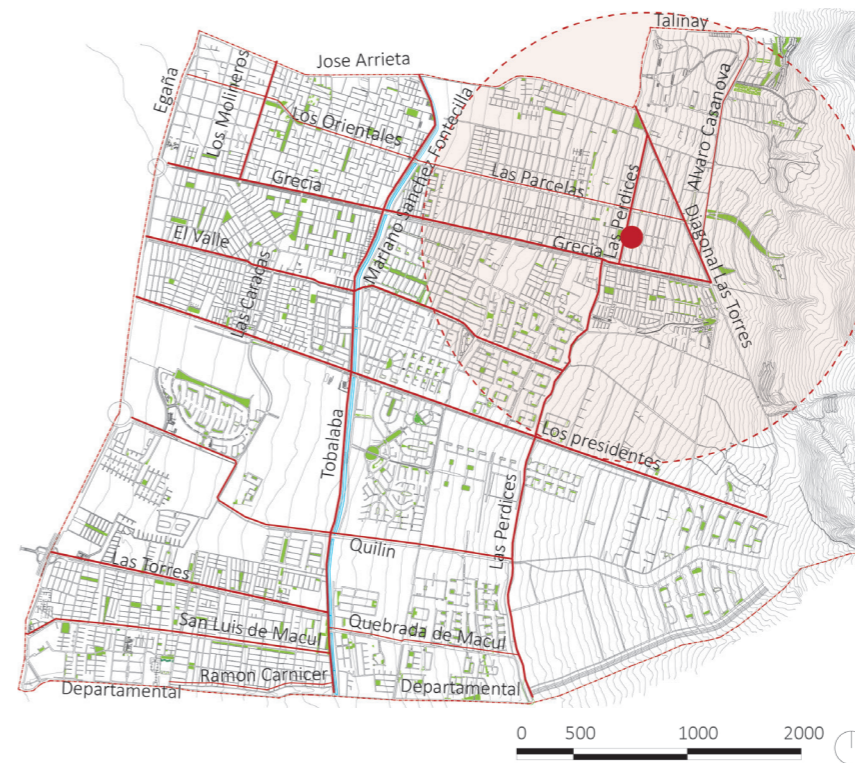 Talinay
Jose Arrieta
Egaña
Los Molineros
Los Orientales
Mariano Sanchez Fontecilla
Alvaro Casanova
Las Parcelas
Las Perdices
Grecia
Grecia
Diagonal Las Torres
El Valle
Las Caracas
Los presidentes
Tobalaba
Las Perdices
Quilin
Las Torres
San Luis de Macul
Quebrada de Macul
Ramon Carnicer
Departamental
Departamental
0 500 1000 2000